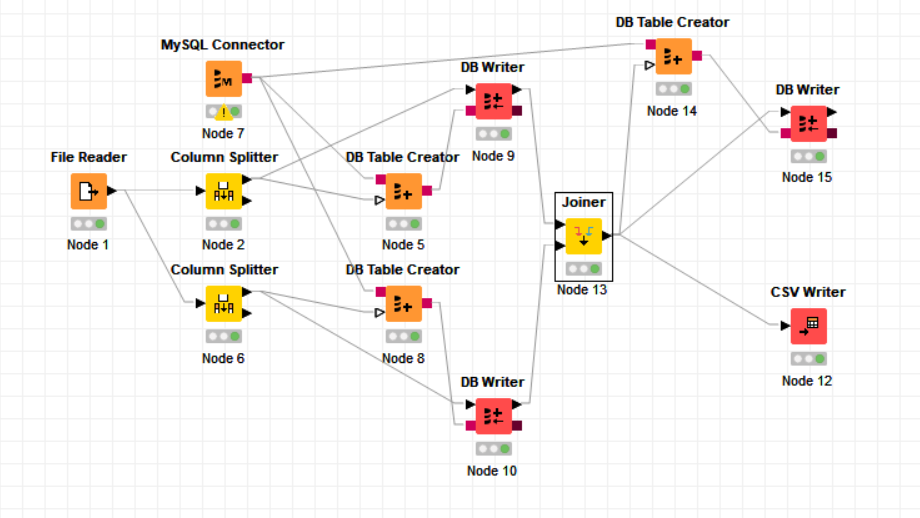 DB Table Creator
Node 14
MySQL Connector
Node 7
DB Writer
Node 9
DB Writer
Node 15
File Reader
Node 1
Column Splitter
Node 2
DB Table Creator
Node 5
Joiner
Node 13
Column Splitter
Node 6
DB Table Creator
Node 8
CSV Writer
Node 12
DB Writer
Node 10